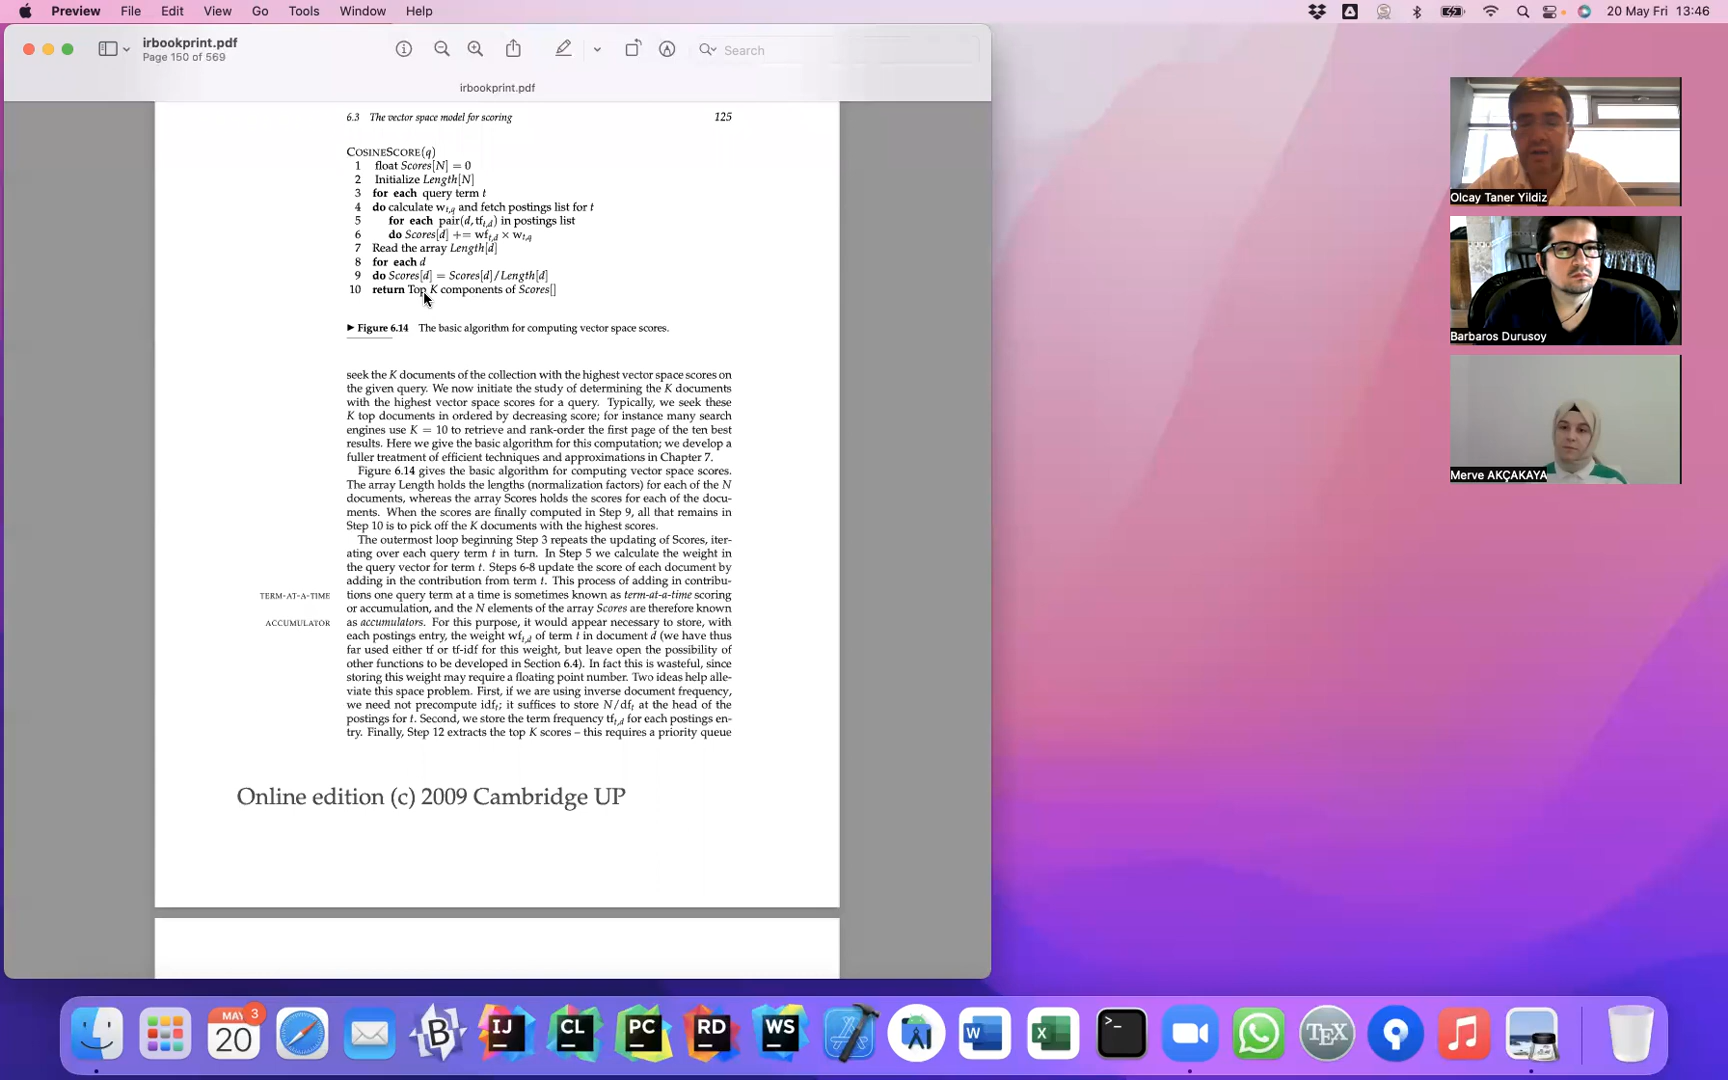 Preview File Edit View Go Tools Window Help
20 May Fri 13:46
irbookprint.pdf
Page 150 of 569
Search
irbookprint.pdf
6.3 The vector space model for scoring 125
COSINESCORE(q)
1 float Scores[N] = 0
2 Initialize Length[N]
3 for each query term t
4 do calculate w_{t,q} and fetch postings list for t
5 for each pair(d, tf_{t,d}) in postings list
6 do Scores[d] += wf_{t,d} × w_{t,q}
7 Read the array Length[d]
8 for each d
9 do Scores[d] = Scores[d]/Length[d]
10 return Top K components of Scores[]
► Figure 6.14 The basic algorithm for computing vector space scores.
seek the K documents of the collection with the highest vector space scores on
the given query. We now initiate the study of determining the K documents
with the highest vector space scores for a query. Typically, we seek these
K top documents in ordered by decreasing score; for instance many search
engines use K = 10 to retrieve and rank-order the first page of the ten best
results. Here we give the basic algorithm for this computation; we develop a
fuller treatment of efficient techniques and approximations in Chapter 7.
Figure 6.14 gives the basic algorithm for computing vector space scores.
The array Length holds the lengths (normalization factors) for each of the N
documents, whereas the array Scores holds the scores for each of the docu-
ments. When the scores are finally computed in Step 9, all that remains in
Step 10 is to pick off the K documents with the highest scores.
The outermost loop beginning Step 3 repeats the updating of Scores, iter-
ating over each query term t in turn. In Step 5 we calculate the weight in
the query vector for term t. Steps 6-8 update the score of each document by
adding in the contribution from term t. This process of adding in contribu-
TERM-AT-A-TIME tions one query term at a time is sometimes known as term-at-a-time scoring
or accumulation, and the N elements of the array Scores are therefore known
ACCUMULATOR as accumulators. For this purpose, it would appear necessary to store, with
each postings entry, the weight wf_{t,d} of term t in document d (we have thus
far used either tf or tf-idf for this weight, but leave open the possibility of
other functions to be developed in Section 6.4). In fact this is wasteful, since
storing this weight may require a floating point number. Two ideas help alle-
viate this space problem. First, if we are using inverse document frequency,
we need not precompute idf_t; it suffices to store N/df_t at the head of the
postings for t. Second, we store the term frequency tf_{t,d} for each postings en-
try. Finally, Step 12 extracts the top K scores – this requires a priority queue
Online edition (c) 2009 Cambridge UP
Olcay Taner Yildiz
Barbaros Durusoy
Merve AKÇAKAYA
MAY 3
20
B
IJ
CL
PC
RD
WS
W
X
>_
TEX